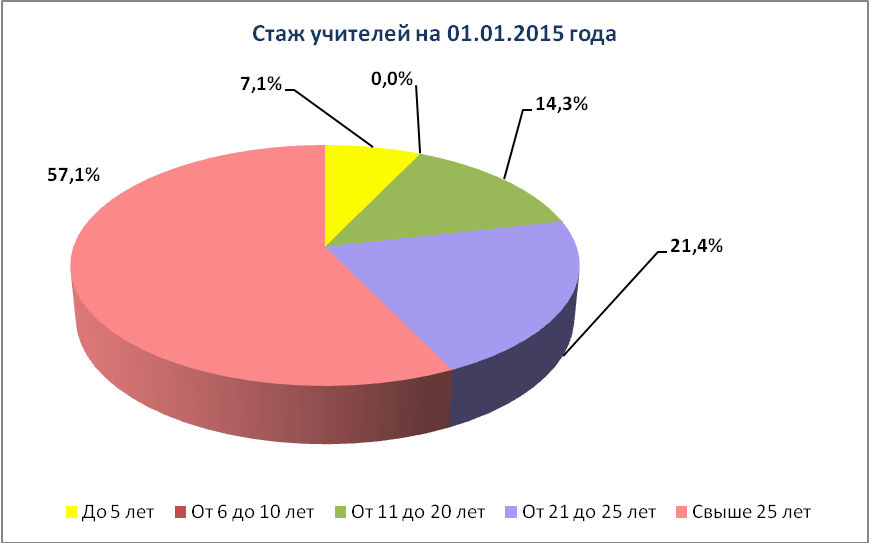 Стаж учителей на 01.01.2015 года
7,1%
0,0%
14,3%
57,1%
21,4%
До 5 лет
От 6 до 10 лет
От 11 до 20 лет
От 21 до 25 лет
Свыше 25 лет